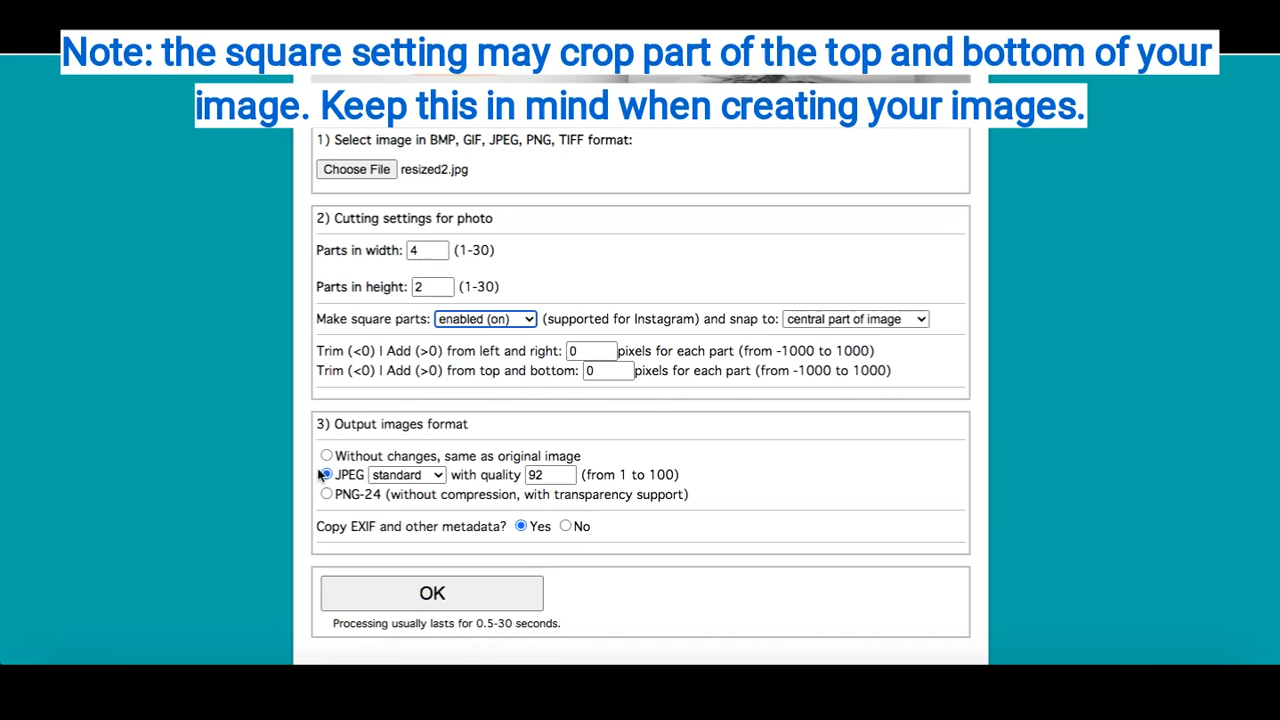 Note: the square setting may crop part of the top and bottom of your
image. Keep this in mind when creating your images.
1) Select image in BMP, GIF, JPEG, PNG, TIFF format:
Choose File resized2.jpg
2) Cutting settings for photo
Parts in width: 4 (1-30)
Parts in height: 2 (1-30)
Make square parts: enabled (on) (supported for Instagram) and snap to: central part of image
Trim (<0) | Add (>0) from left and right: 0 pixels for each part (from -1000 to 1000)
Trim (<0) | Add (>0) from top and bottom: 0 pixels for each part (from -1000 to 1000)
3) Output images format
Without changes, same as original image
JPEG standard with quality 92 (from 1 to 100)
PNG-24 (without compression, with transparency support)
Copy EXIF and other metadata? Yes No
OK
Processing usually lasts for 0.5-30 seconds.